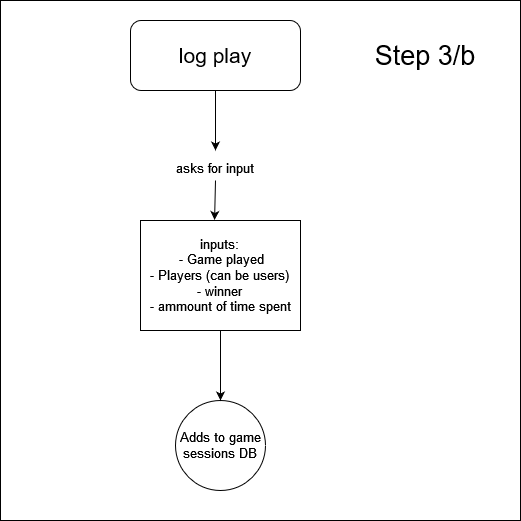 log play
Step 3/b
asks for input
inputs:
- Game played
- Players (can be users)
- winner
- ammount of time spent
Adds to game
sessions DB